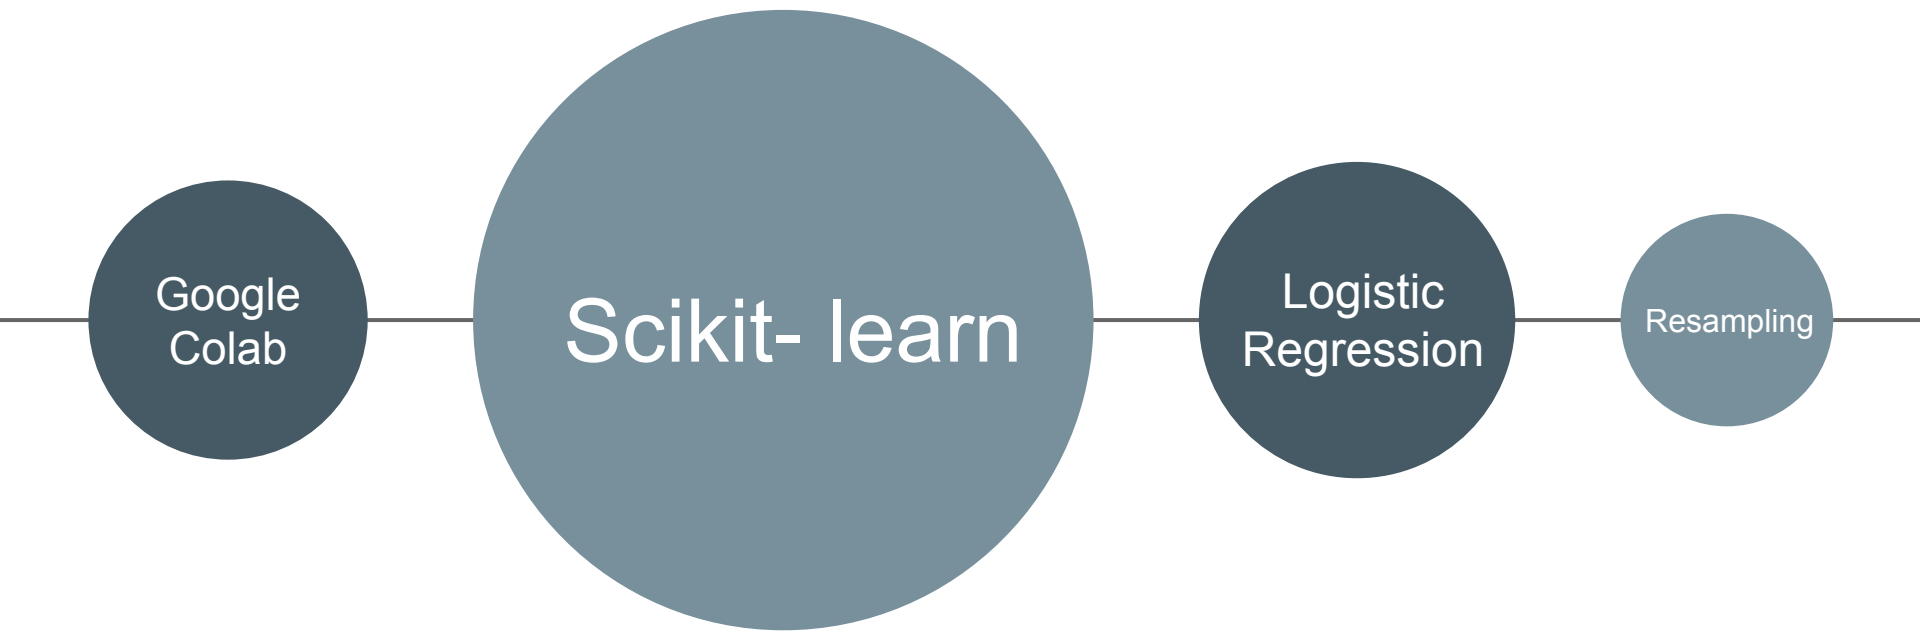 Google
Colab
Scikit- learn
Logistic
Regression
Resampling